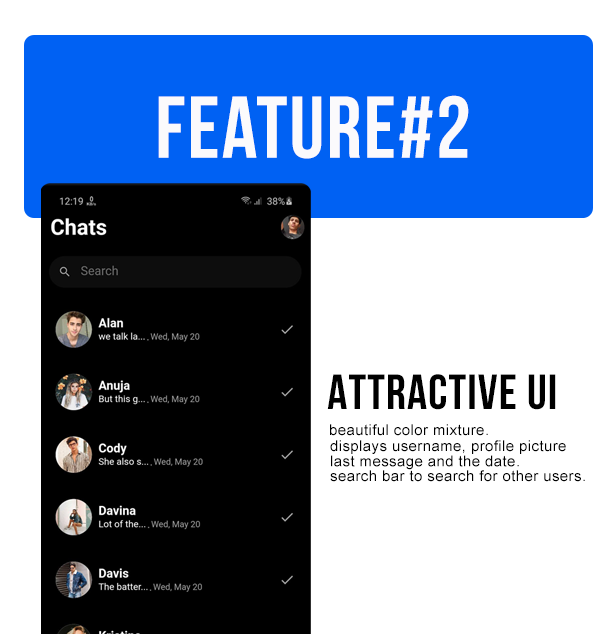 FEATURE#2
12:19
38%
Chats
Search
Alan
we talk la... , Wed, May 20
Anuja
But this g... , Wed, May 20
Cody
She also s... , Wed, May 20
Davina
Lot of the... , Wed, May 20
Davis
The batter... , Wed, May 20
ATTRACTIVE UI
beautiful color mixture.
displays username, profile picture
last message and the date.
search bar to search for other users.